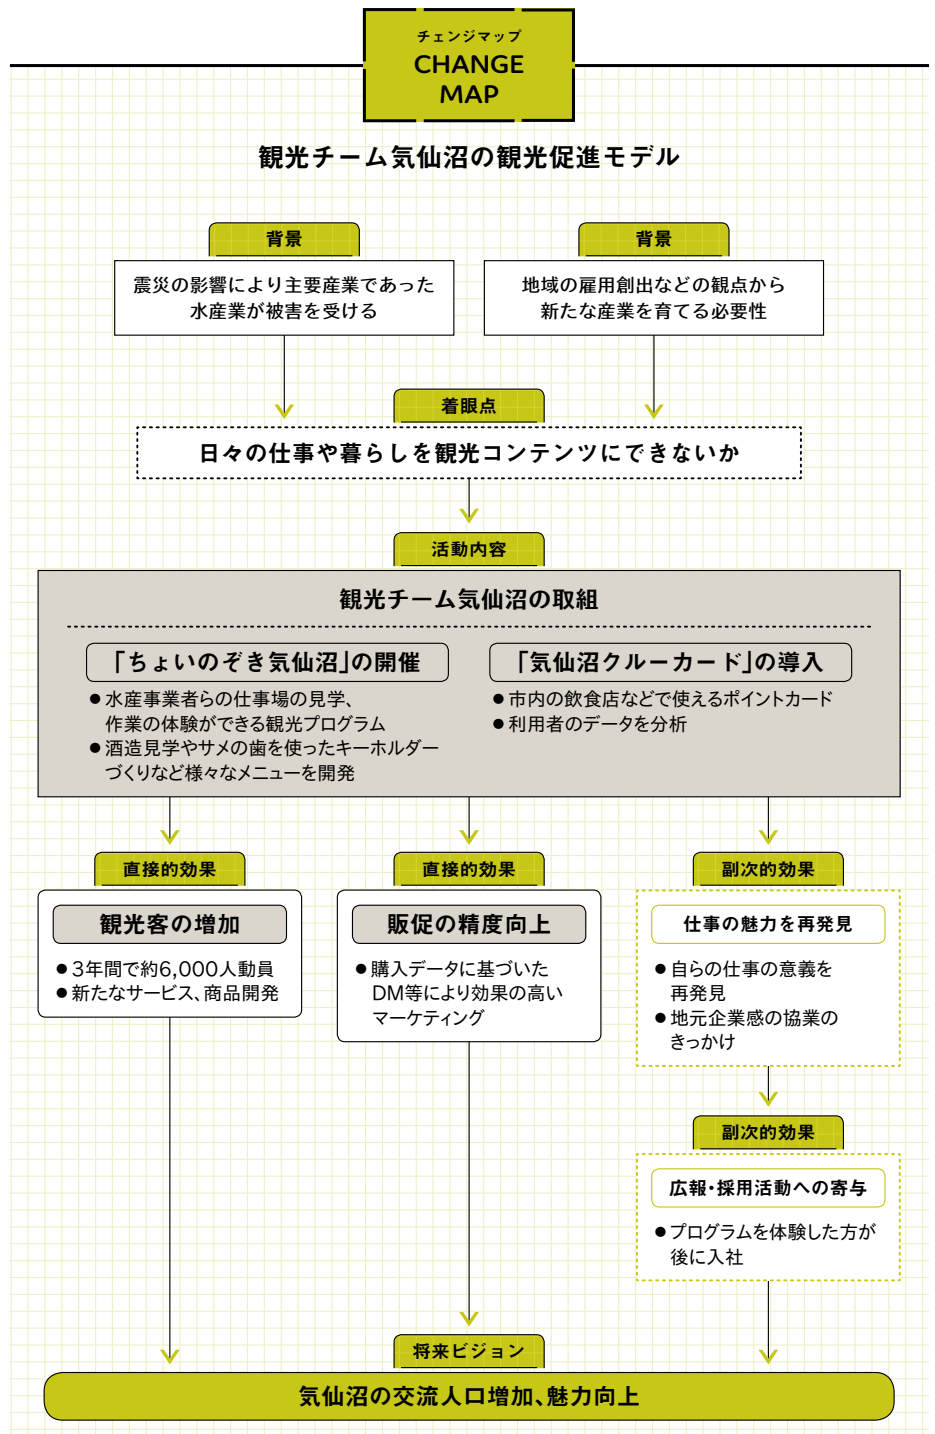 チェンジマップ
CHANGE
MAP
観光チーム気仙沼の観光促進モデル
背景
震災の影響により主要産業であった
水産業が被害を受ける
背景
地域の雇用創出などの観点から
新たな産業を育てる必要性
着眼点
日々の仕事や暮らしを観光コンテンツにできないか
活動内容
観光チーム気仙沼の取組
「ちょいのぞき気仙沼」の開催
●水産事業者らの仕事場の見学、
作業の体験ができる観光プログラム
●酒造見学やサメの歯を使ったキーホルダー
づくりなど様々なメニューを開発
「気仙沼クルーカード」の導入
●市内の飲食店などで使えるポイントカード
●利用者のデータを分析
直接的効果
観光客の増加
●3年間で約6,000人動員
●新たなサービス、商品開発
直接的効果
販促の精度向上
●購入データに基づいた
DM等により効果の高い
マーケティング
副次的効果
仕事の魅力を再発見
●自らの仕事の意義を
再発見
●地元企業感の協業の
きっかけ
副次的効果
広報・採用活動への寄与
●プログラムを体験した方が
後に入社
将来ビジョン
気仙沼の交流人口増加、魅力向上